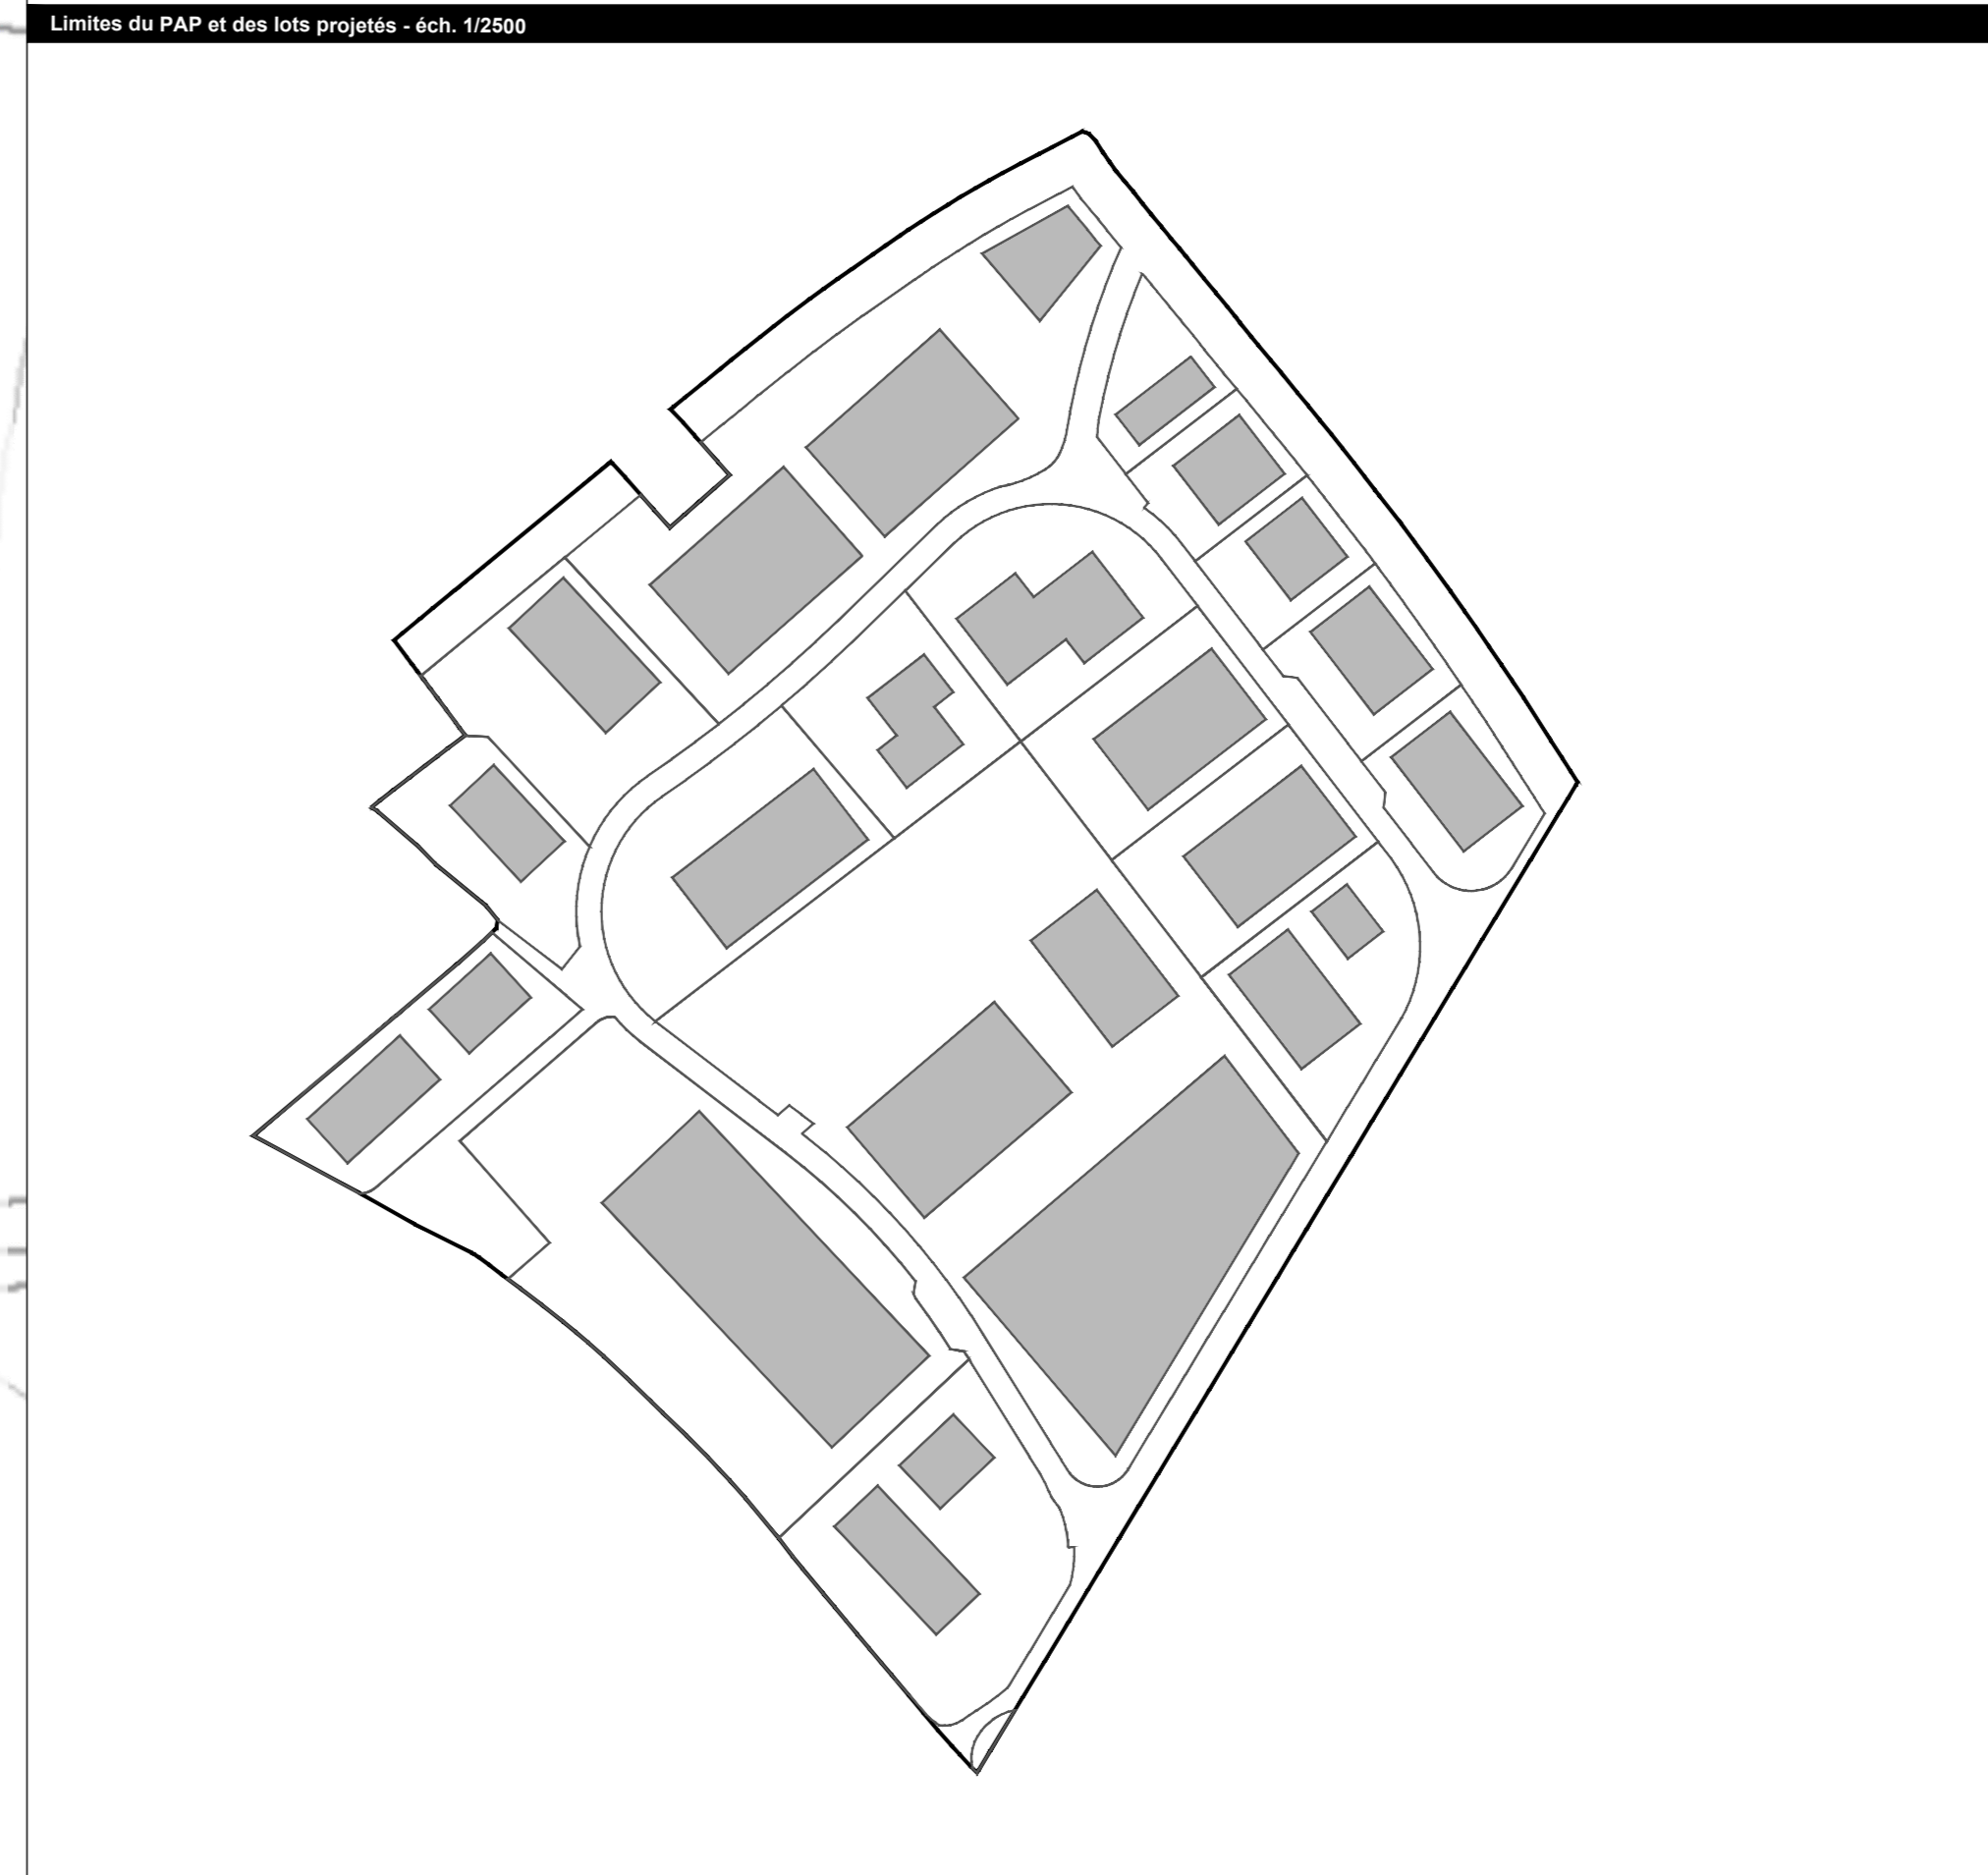 Limites du PAP et des lots projetés - éch. 1/2500